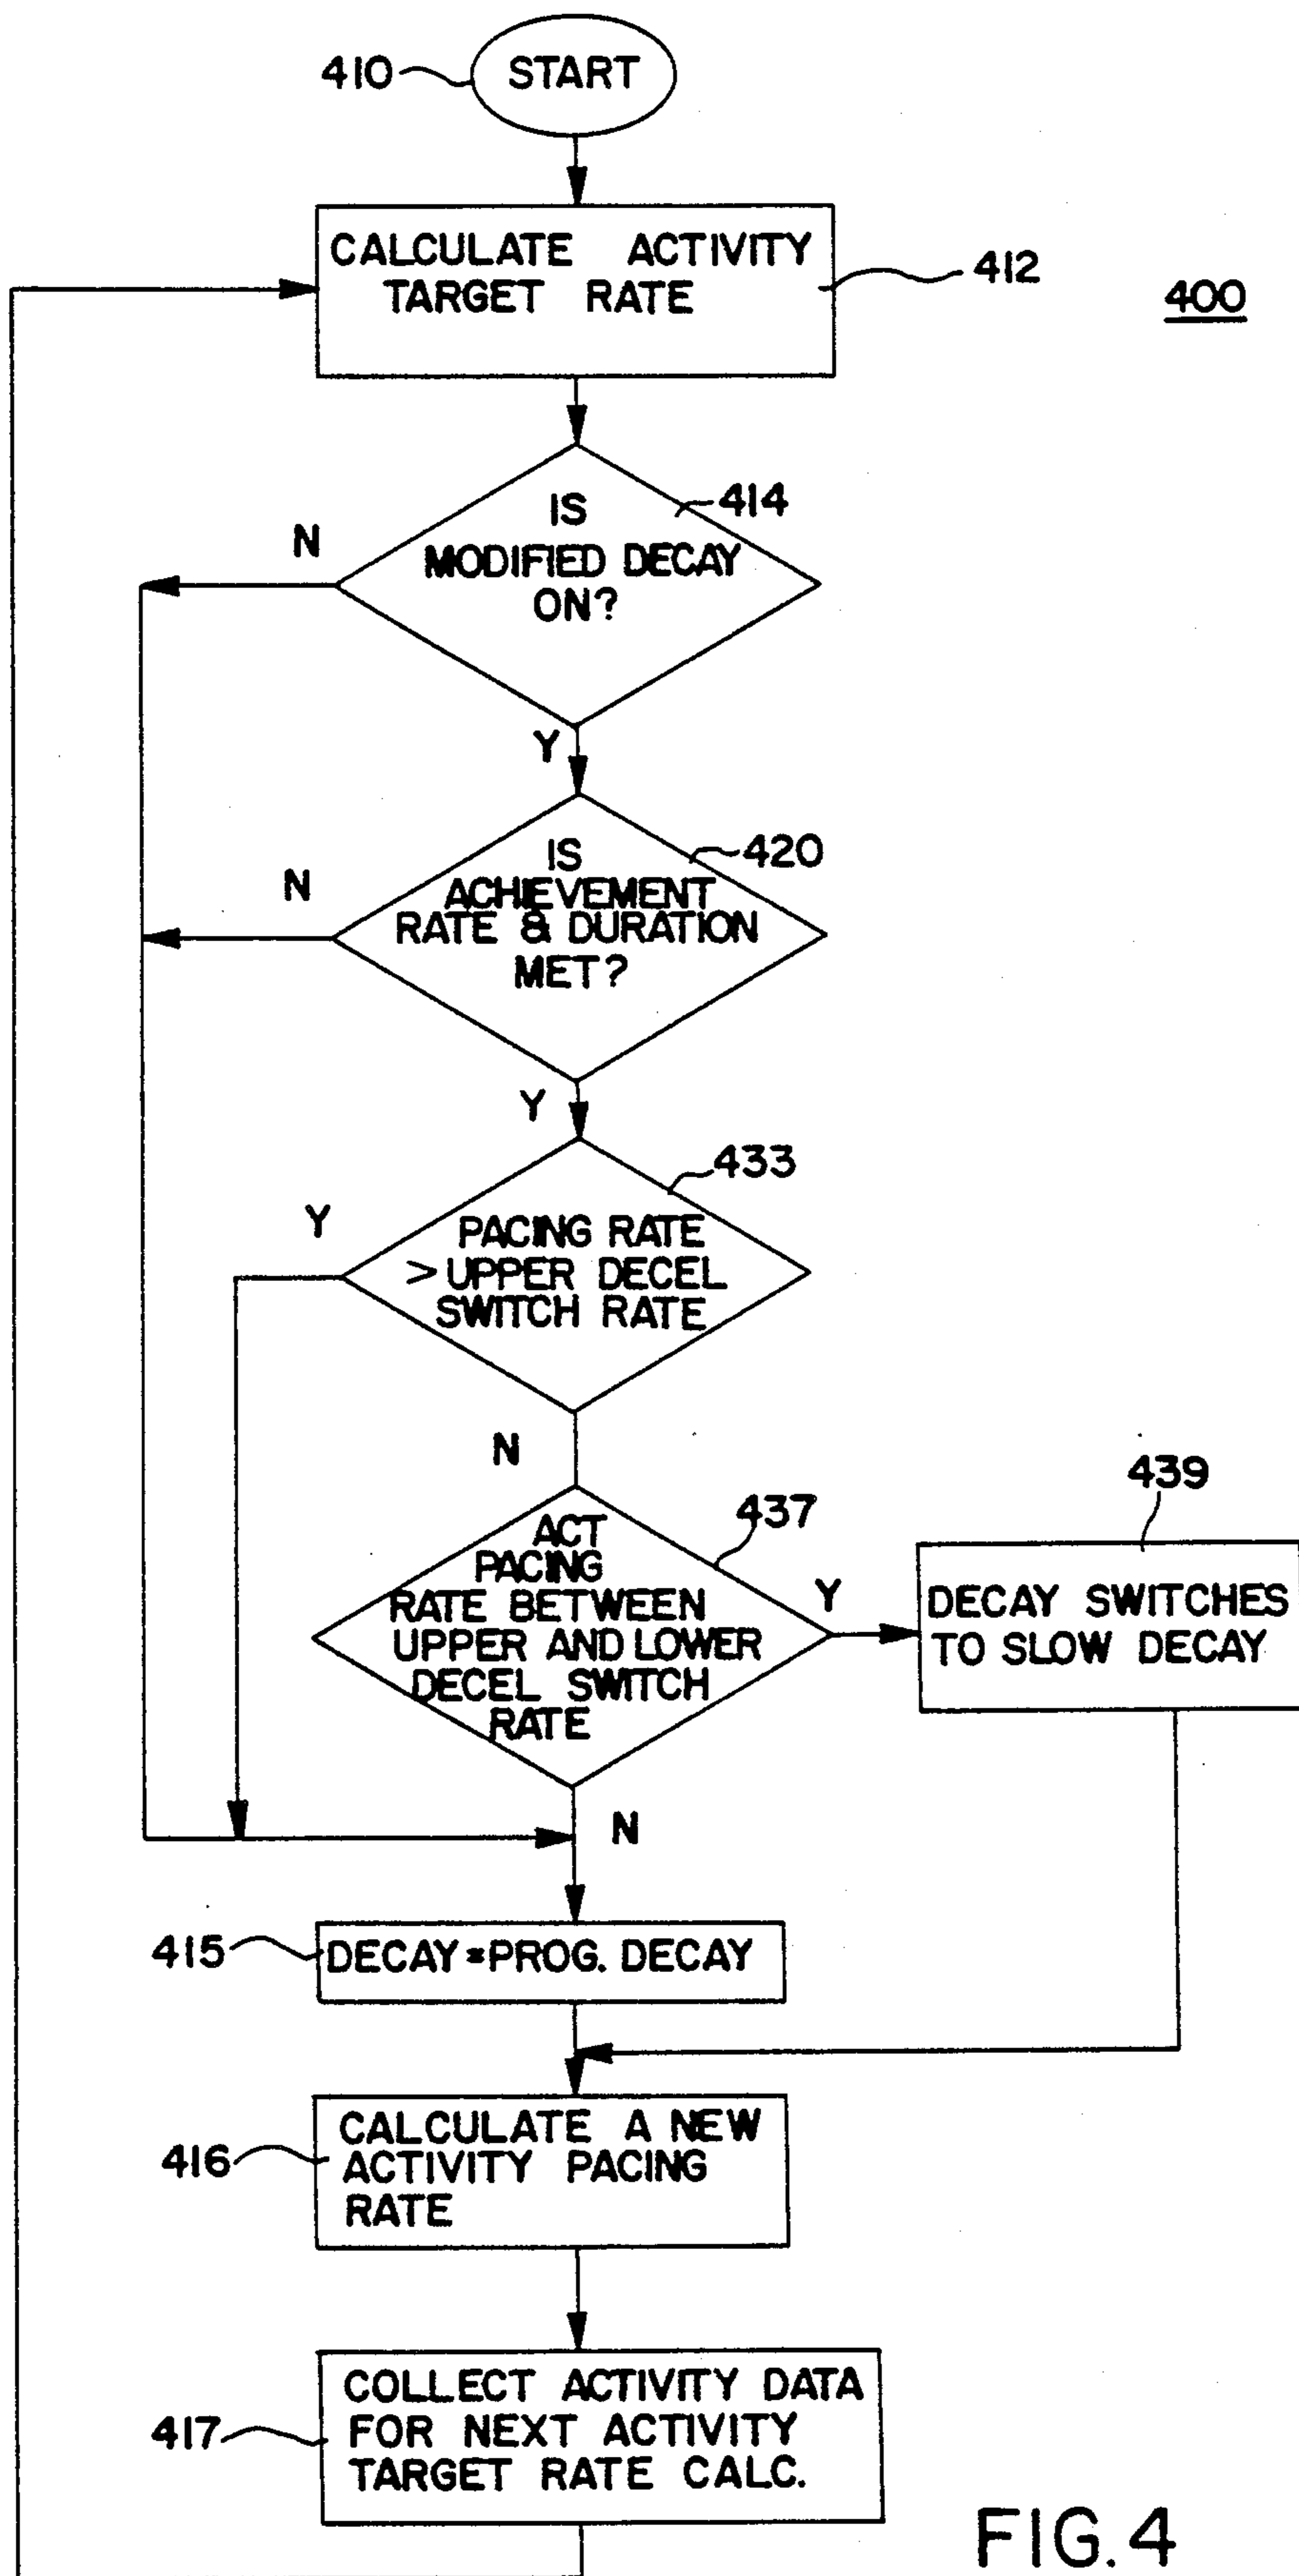 410
START
CALCULATE ACTIVITY
TARGET RATE
412
400
IS
MODIFIED DECAY
ON?
414
N
Y
IS
ACHIEVEMENT
RATE & DURATION
MET?
420
N
Y
PACING RATE
> UPPER DECEL
SWITCH RATE
433
Y
N
ACT
PACING
RATE BETWEEN
UPPER AND LOWER
DECEL SWITCH
RATE
437
Y
439
DECAY SWITCHES
TO SLOW DECAY
N
415
DECAY = PROG. DECAY
416
CALCULATE A NEW
ACTIVITY PACING
RATE
417
COLLECT ACTIVITY DATA
FOR NEXT ACTIVITY
TARGET RATE CALC.
FIG. 4